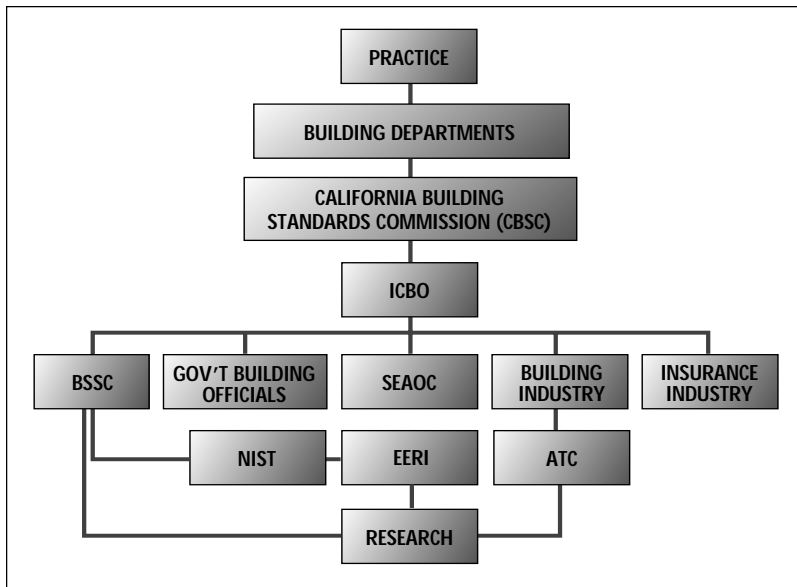 PRACTICE
BUILDING DEPARTMENTS
CALIFORNIA BUILDING
STANDARDS COMMISSION (CBSC)
ICBO
BSSC
GOV'T BUILDING
OFFICIALS
SEAOC
BUILDING
INDUSTRY
INSURANCE
INDUSTRY
NIST
EERI
ATC
RESEARCH